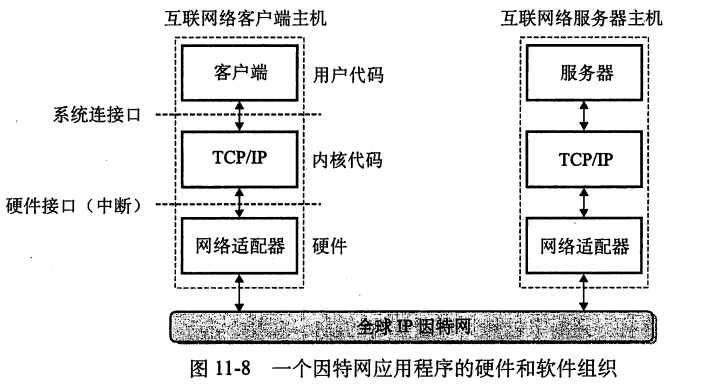 互联网络客户端主机
互联网络服务器主机
客户端
用户代码
服务器
系统连接口
TCP/IP
内核代码
TCP/IP
硬件接口（中断）
网络适配器
硬件
网络适配器
全球IP因特网
图 11-8 一个因特网应用程序的硬件和软件组织